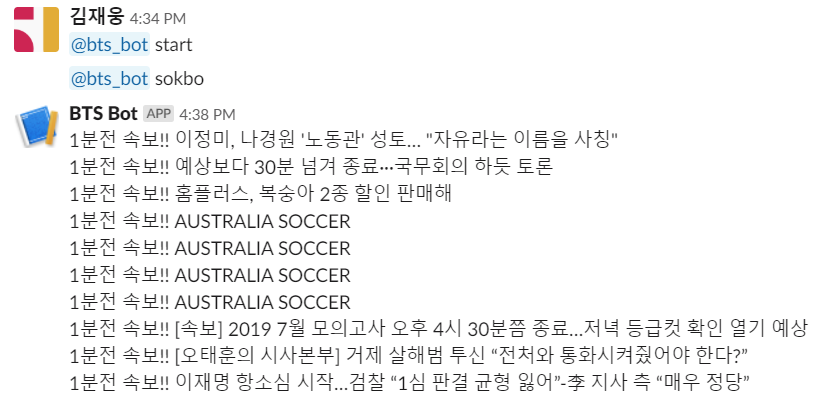 김재웅 4:34 PM
@bts_bot start
@bts_bot sokbo
BTS Bot APP 4:38 PM
1분전 속보!! 이정미, 나경원 '노동관' 성토... "자유라는 이름을 사칭"
1분전 속보!! 예상보다 30분 넘겨 종료···국무회의 하듯 토론
1분전 속보!! 홈플러스, 복숭아 2종 할인 판매해
1분전 속보!! AUSTRALIA SOCCER
1분전 속보!! AUSTRALIA SOCCER
1분전 속보!! AUSTRALIA SOCCER
1분전 속보!! AUSTRALIA SOCCER
1분전 속보!! [속보] 2019 7월 모의고사 오후 4시 30분쯤 종료...저녁 등급컷 확인 열기 예상
1분전 속보!! [오태훈의 시사본부] 거제 살해범 투신 “전처와 통화시켜줬어야 한다?”
1분전 속보!! 이재명 항소심 시작…검찰 “1심 판결 균형 잃어”-李 지사 측 “매우 정당”